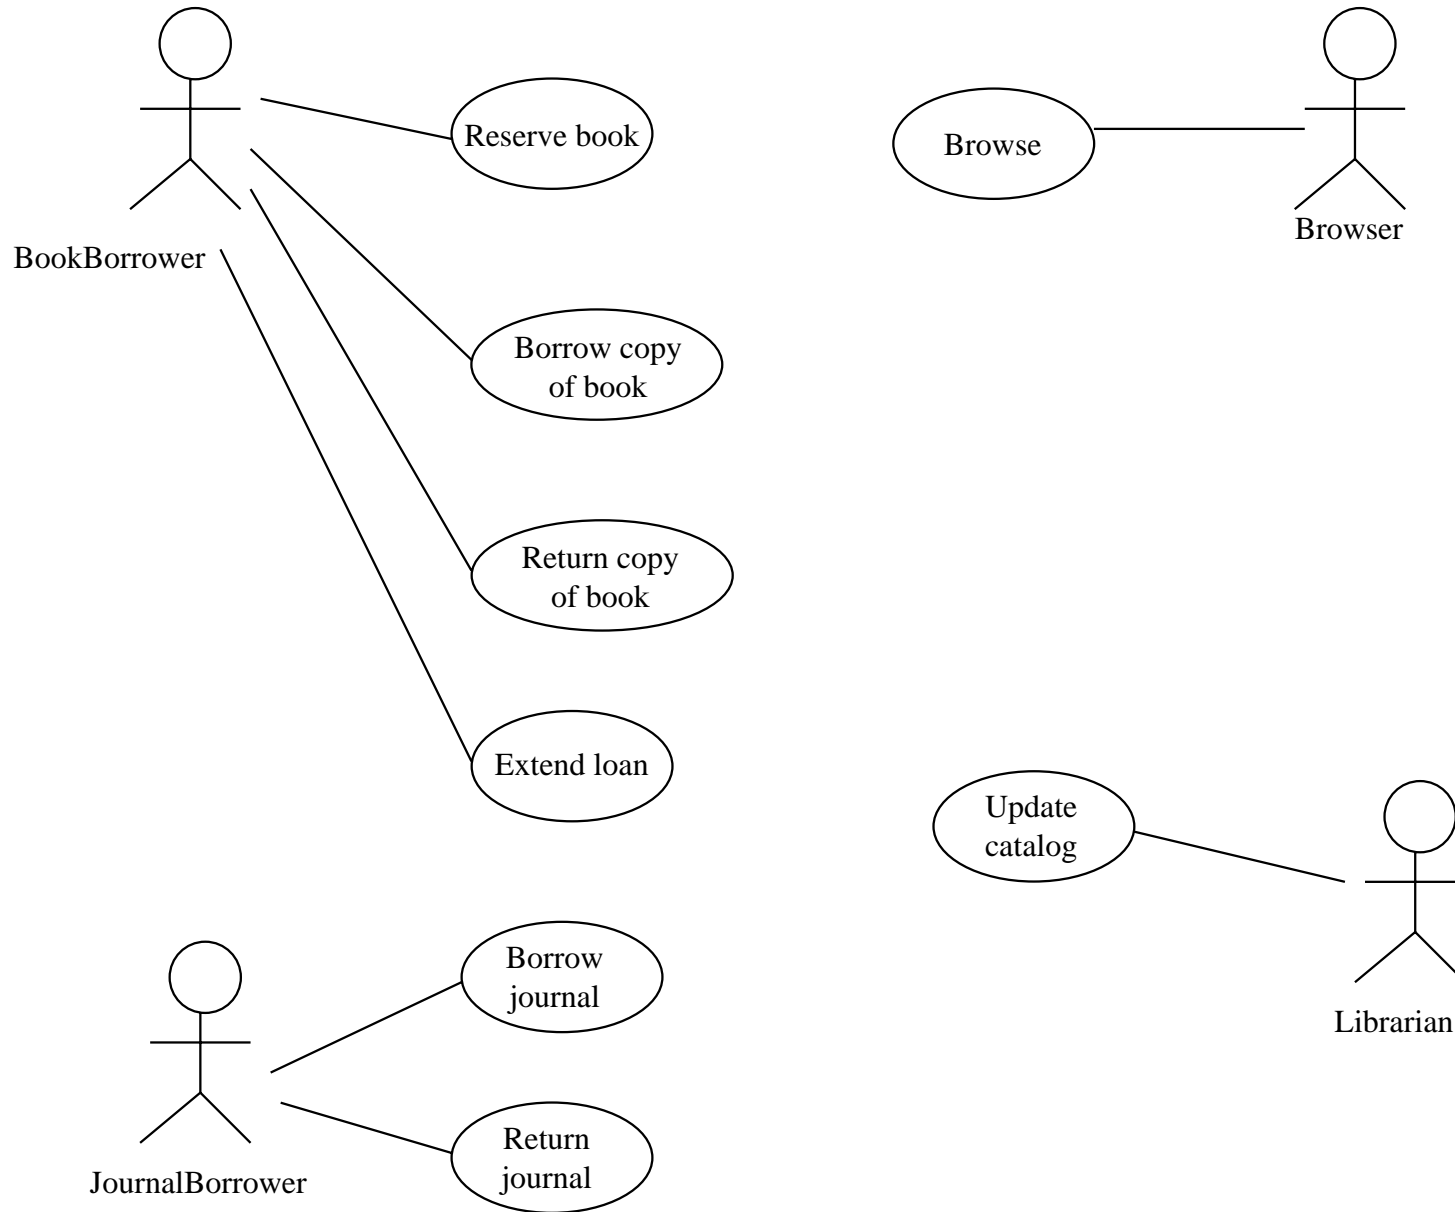 Reserve book
BookBorrower
Borrow copy
of book
Return copy
of book
Extend loan
Borrow
journal
Return
journal
JournalBorrower
Browse
Browser
Update
catalog
Librarian